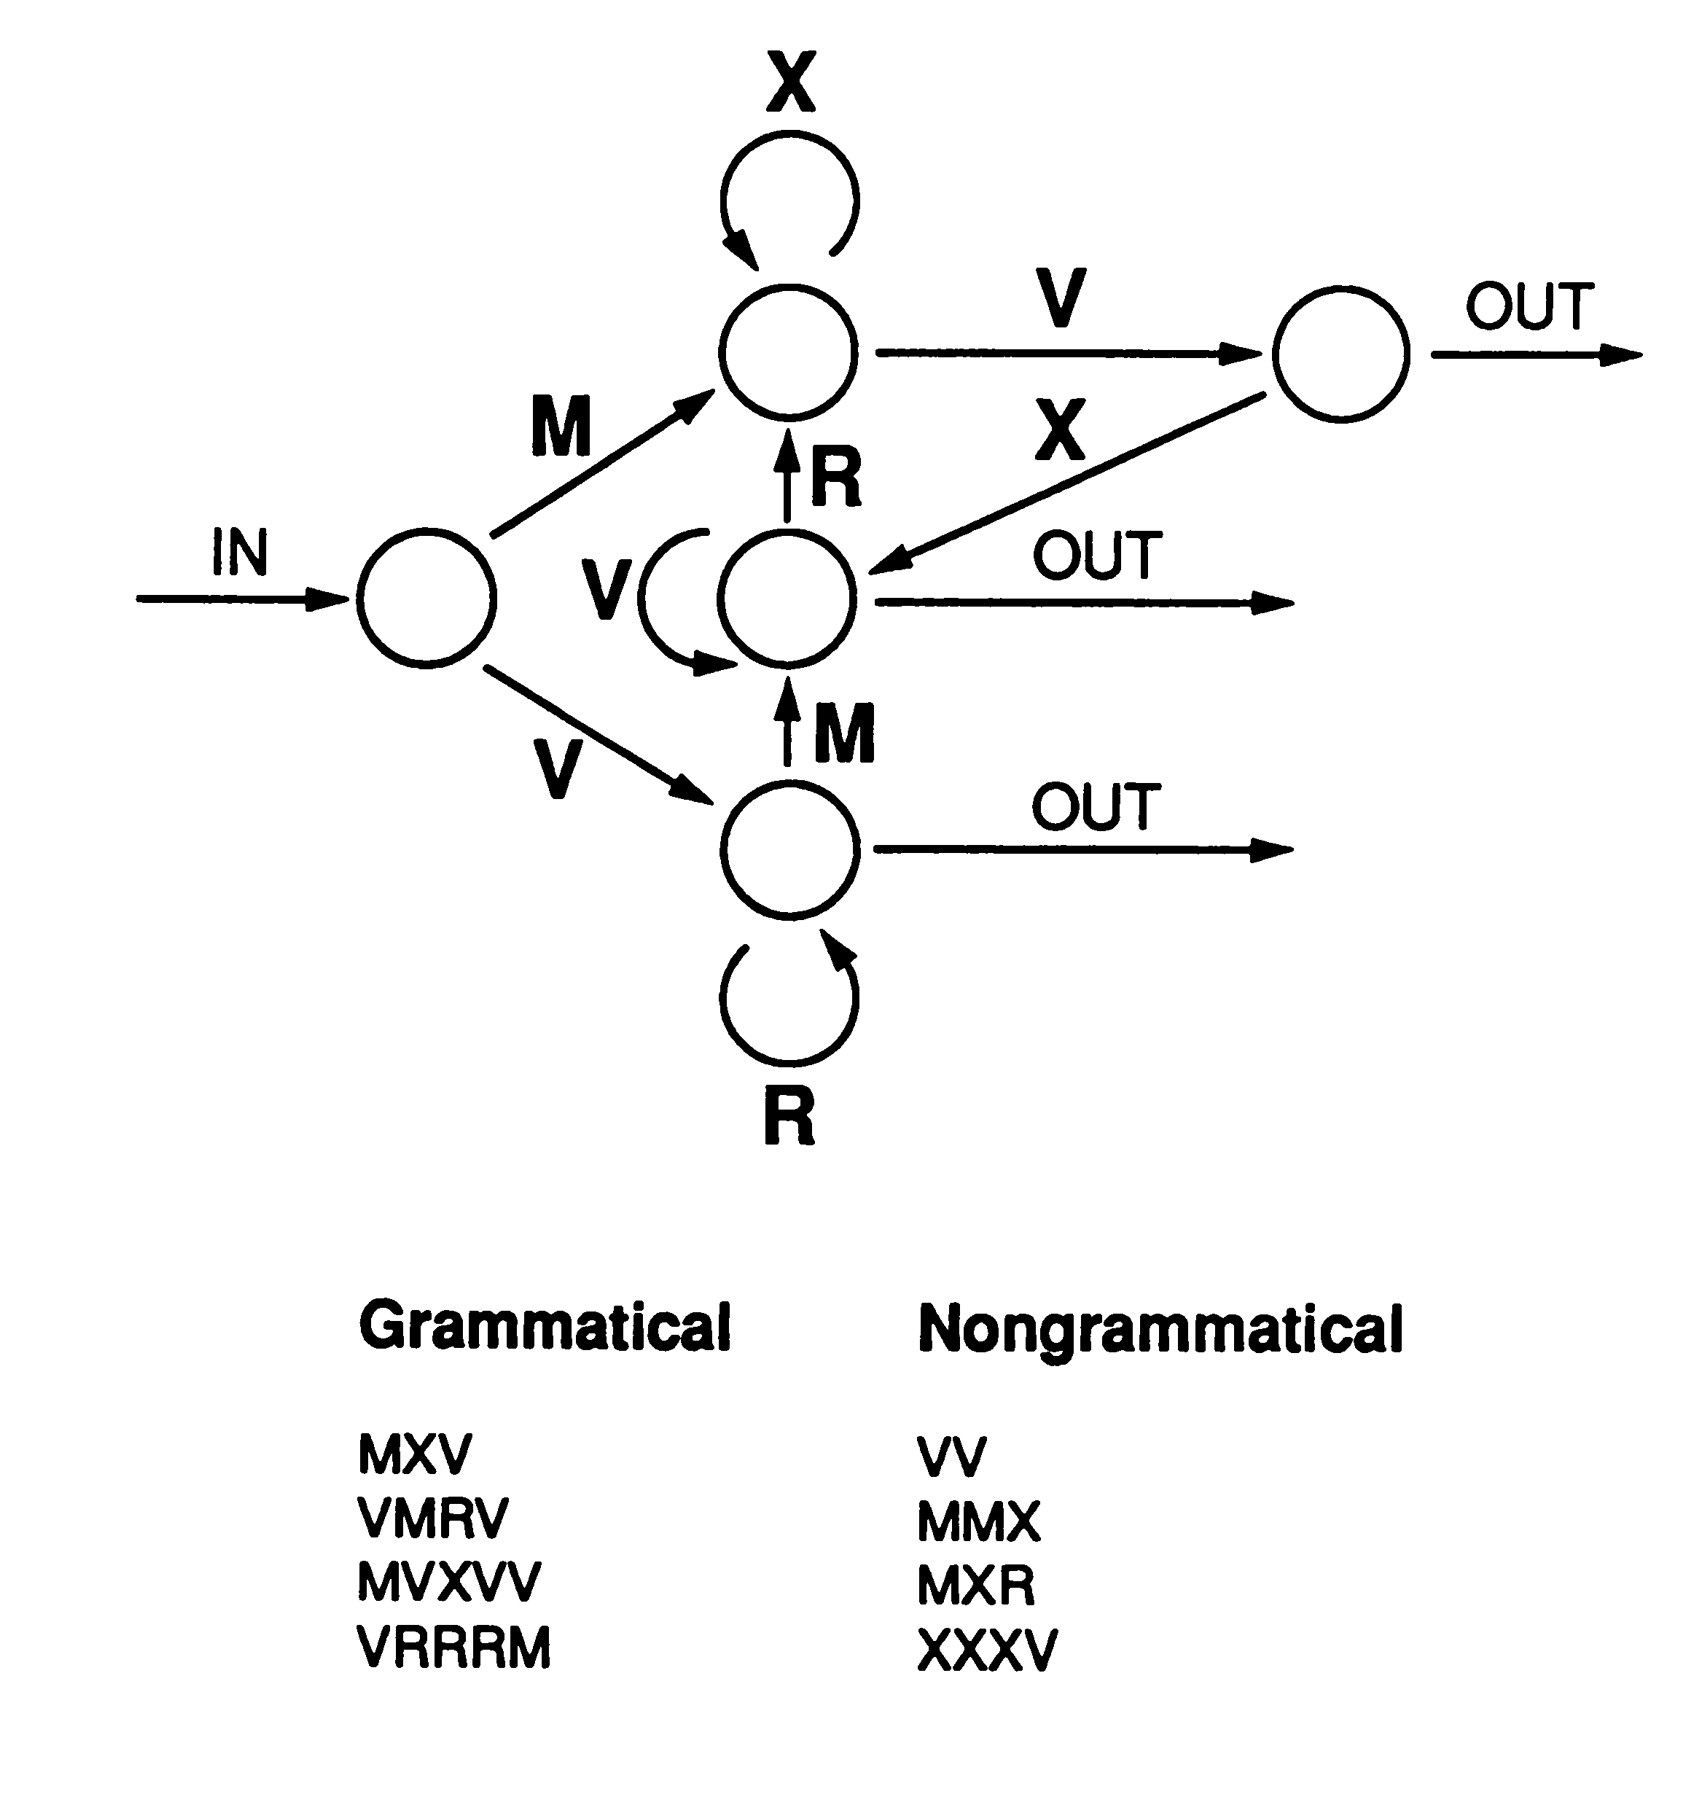 X
V
OUT
M
X
R
IN
V
OUT
M
V
OUT
R
Grammatical
Nongrammatical
MXV
VV
VMRV
MMX
MVXVV
MXR
VRRRM
XXXV